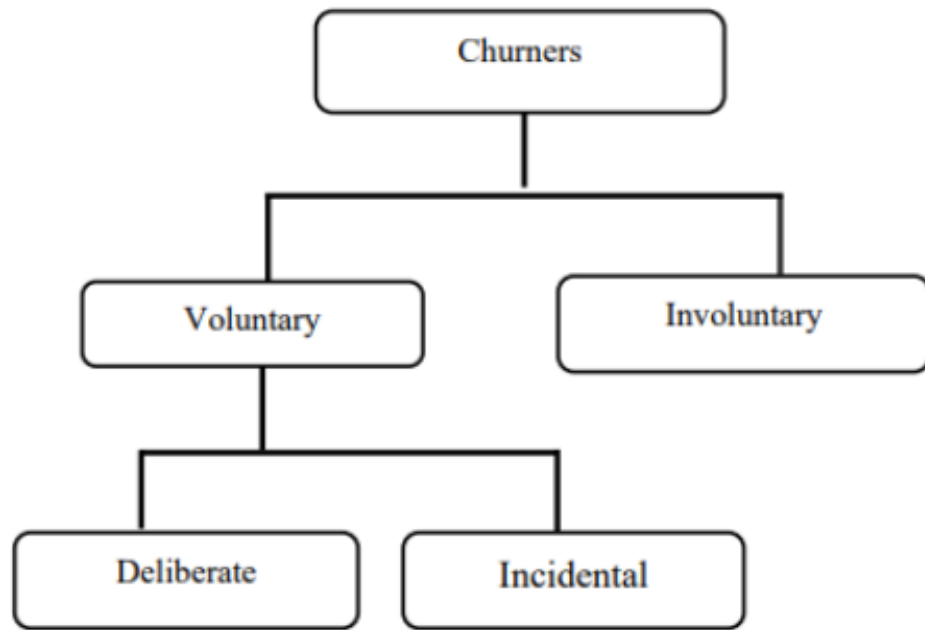 Churners
Voluntary
Involuntary
Deliberate
Incidental